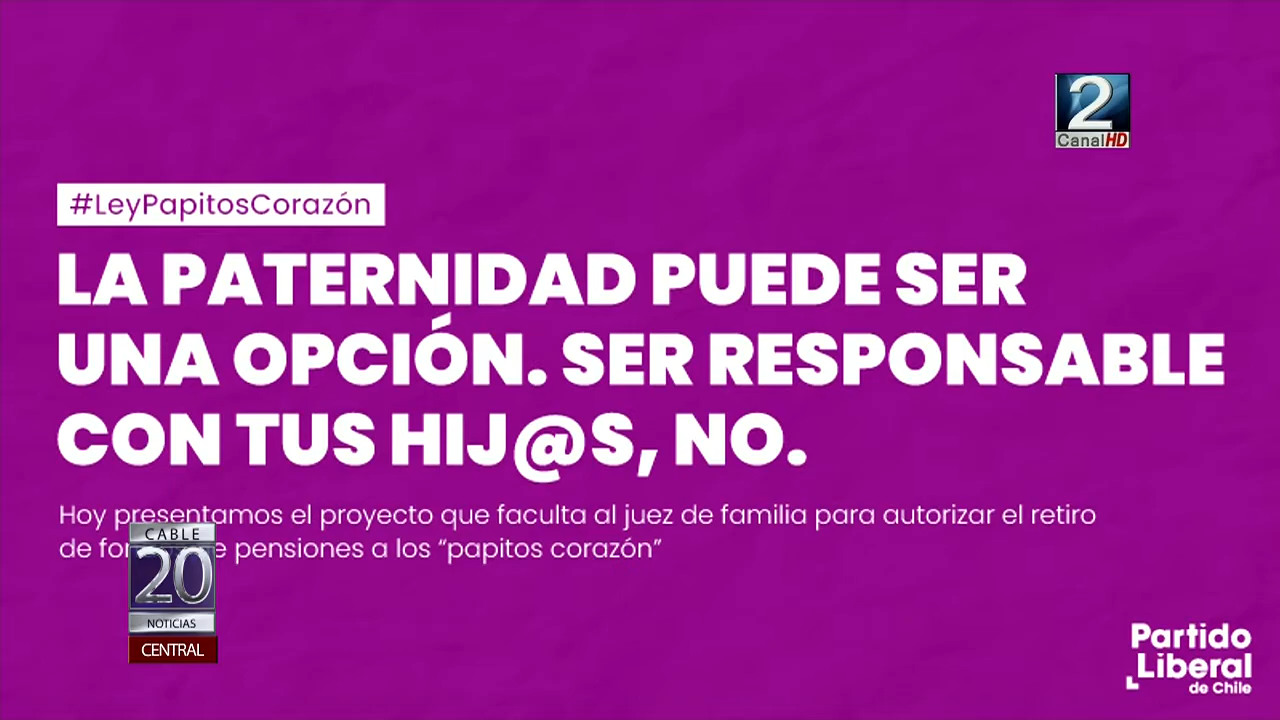 2
CanalHD
#LeyPapitosCorazón
LA PATERNIDAD PUEDE SER
UNA OPCIÓN. SER RESPONSABLE
CON TUS HIJ@S, NO.
Hoy presentamos el proyecto que faculta al juez de familia para autorizar el retiro
de pensiones a los “papitos corazón”
CABLE
20
NOTICIAS
CENTRAL
Partido
Liberal
de Chile